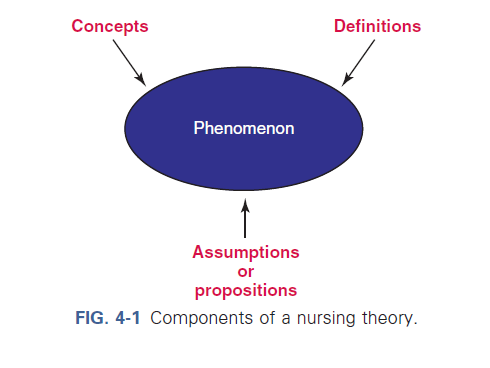 Concepts
Definitions
Phenomenon
Assumptions
or
propositions
FIG. 4-1 Components of a nursing theory.